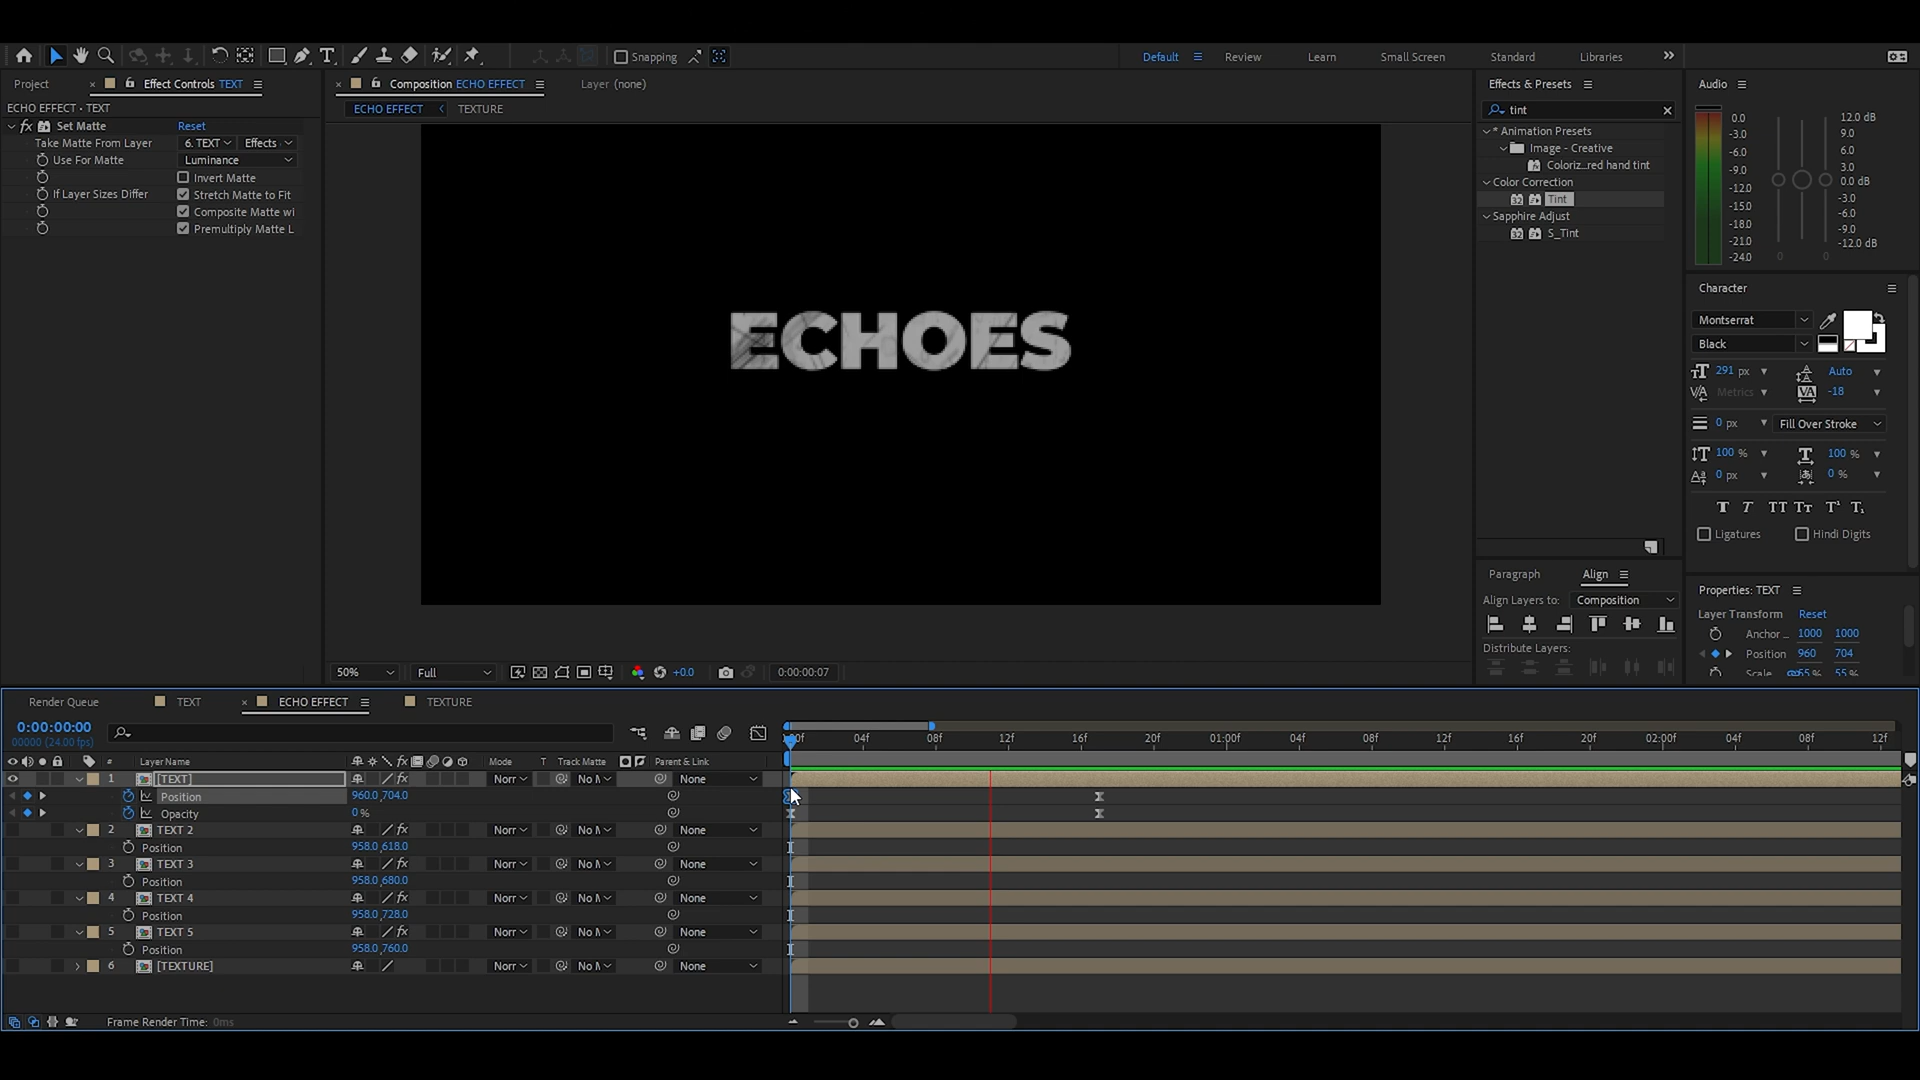 Snapping
Default
Review
Learn
Small Screen
Standard
Libraries
Project
Effect Controls TEXT
Composition ECHO EFFECT
Layer (none)
Effects & Presets
Audio
ECHO EFFECT • TEXT
ECHO EFFECT
TEXTURE
Set Matte
Reset
Take Matte From Layer
6. TEXT
Effects
Use For Matte
Luminance
Invert Matte
If Layer Sizes Differ
Stretch Matte to Fit
Composite Matte wi
Premultiply Matte L
ECHOES
tint
* Animation Presets
Image - Creative
Coloriz_red hand tint
Color Correction
Tint
Sapphire Adjust
S_Tint
0.0
-3.0
-6.0
-9.0
-12.0
-15.0
-18.0
-21.0
-24.0
12.0 dB
9.0
6.0
3.0
0.0 dB
-3.0
-6.0
-9.0
-12.0 dB
0
0
Character
Montserrat
Black
291 px
Auto
Metrics
-18
0 px
Fill Over Stroke
100 %
100 %
0 px
0 %
Ligatures
Hindi Digits
Paragraph
Align
Align Layers to:
Composition
Distribute Layers:
Properties: TEXT
Layer Transform
Reset
Anchor ..
1000
1000
Position
960
704
Scale
55 %
55 %
50%
Full
+0.0
0:00:00:07
Render Queue
TEXT
ECHO EFFECT
TEXTURE
0:00:00:00
00000 (24.00 fps)
04f
08f
12f
16f
20f
01:00f
04f
08f
12f
16f
20f
02:00f
04f
08f
12f
#
Layer Name
Mode
T
Track Matte
Parent & Link
1
[TEXT]
Norr
No M
None
Position
960.0,704.0
Opacity
0 %
2
TEXT 2
Norr
No M
None
Position
958.0,618.0
3
TEXT 3
Norr
No M
None
Position
958.0,680.0
4
TEXT 4
Norr
No M
None
Position
958.0,728.0
5
TEXT 5
Norr
No M
None
Position
958.0,760.0
6
[TEXTURE]
Norr
No M
None
Frame Render Time: 0ms